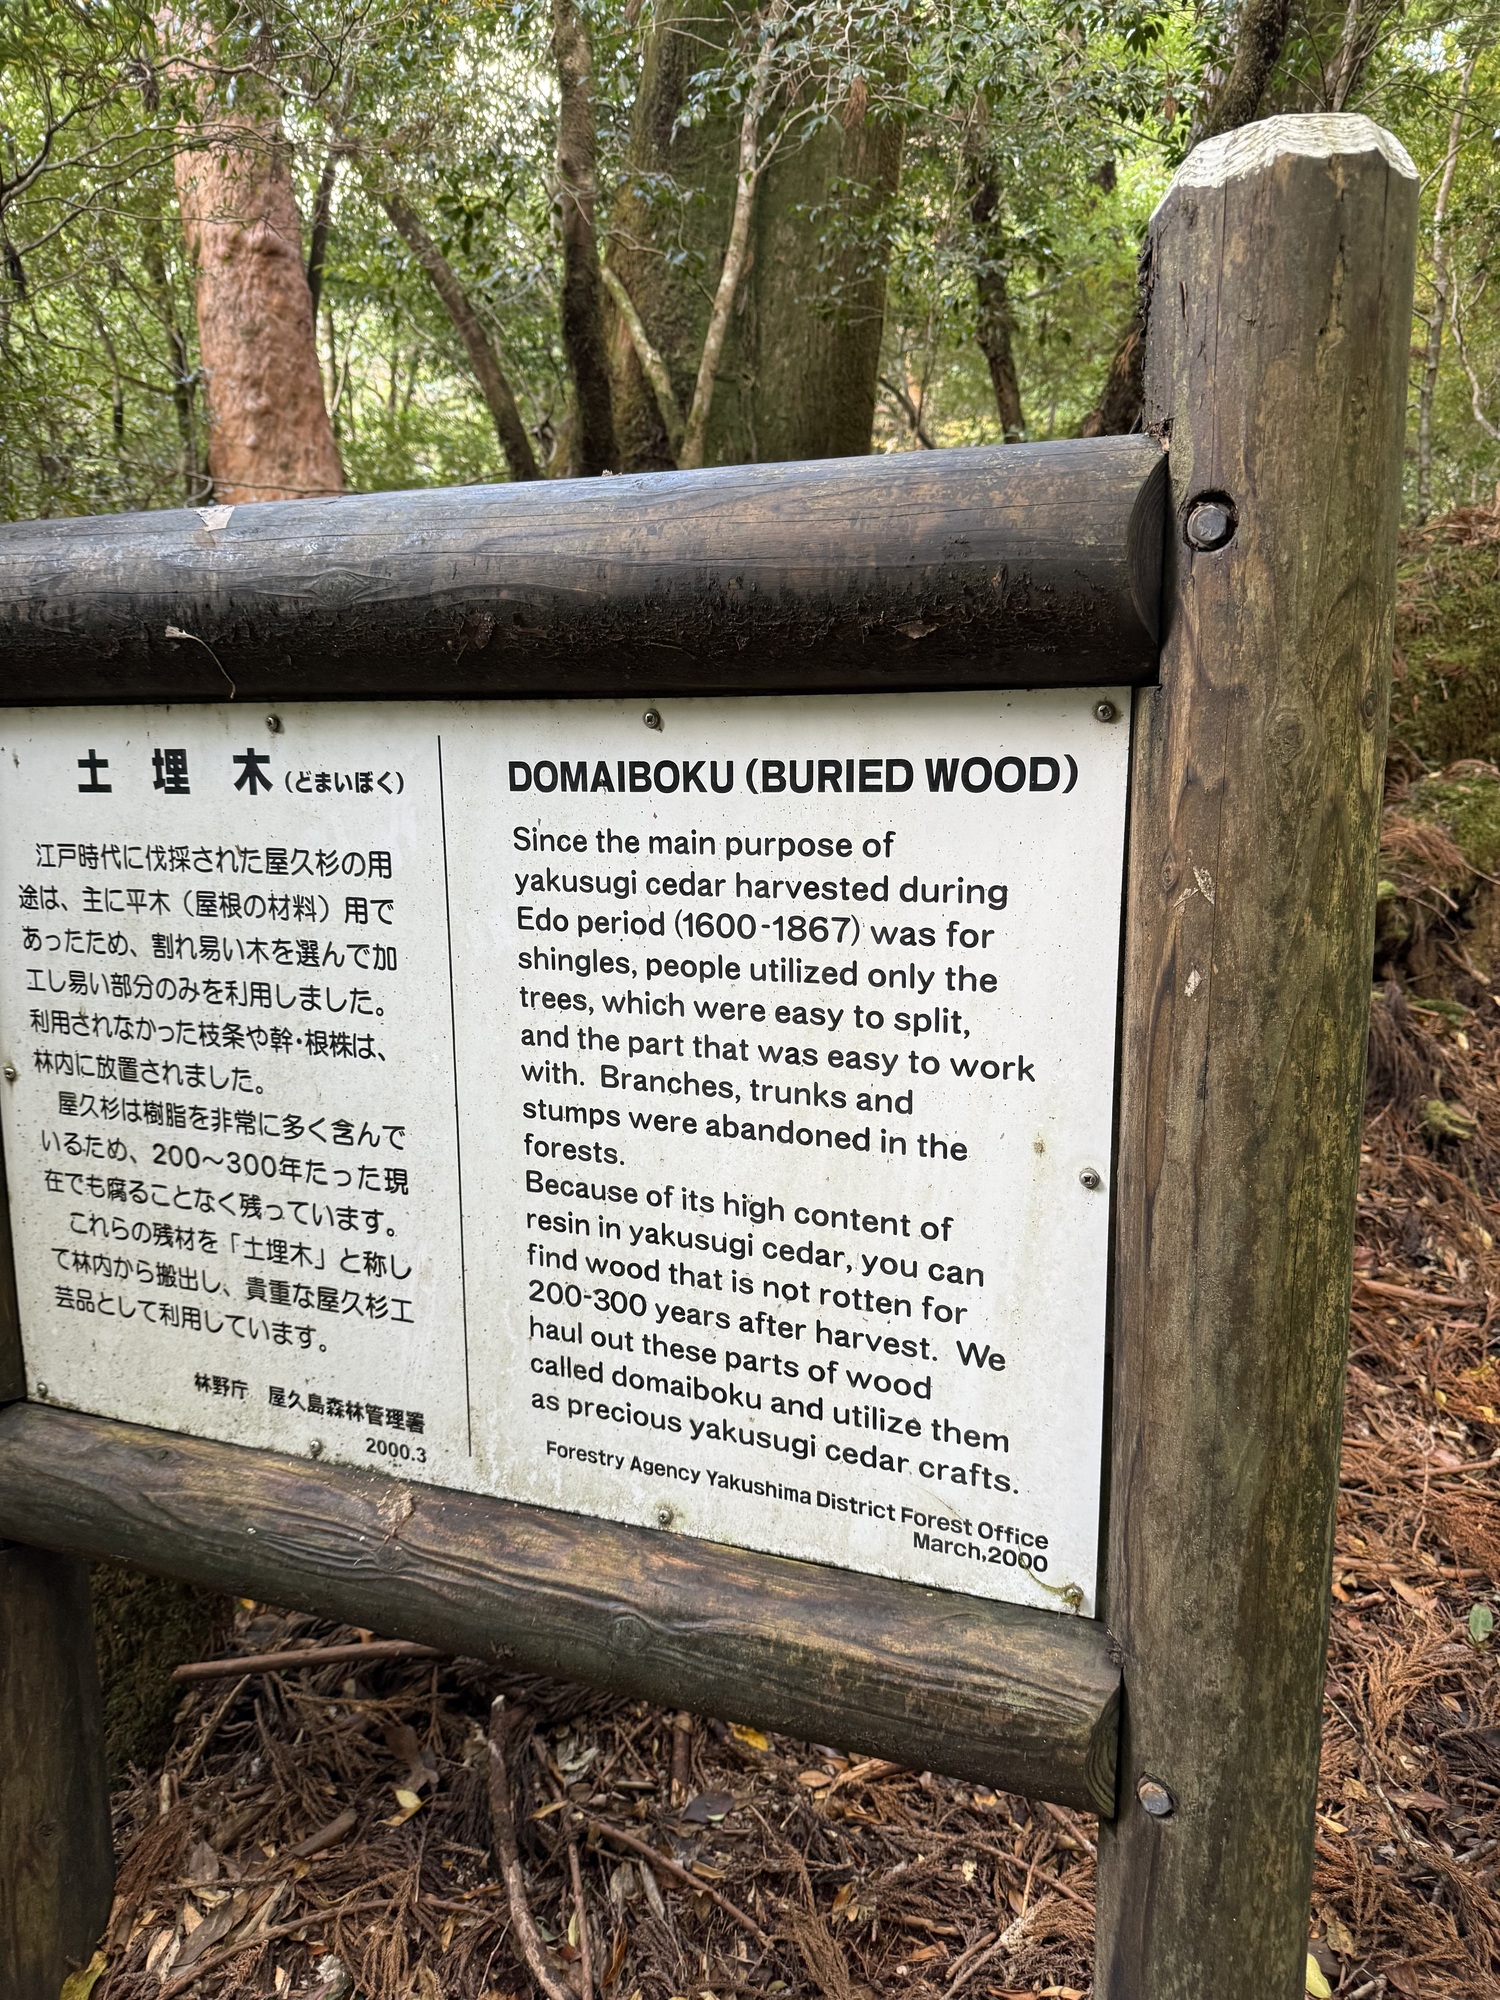 土 埋 木(どまいぼく)
江戸時代に伐採された屋久杉の用
途は、主に平木(屋根の材料)用で
あったため、割れ易い木を選んで加
工し易い部分のみを利用しました。
利用されなかった枝条や幹・根株は、
林内に放置されました。
屋久杉は樹脂を非常に多く含んで
いるため、200~300年たった現
在でも腐ることなく残っています。
これらの残材を「土埋木」と称し
て林内から搬出し、貴重な屋久杉工
芸品として利用しています。
林野庁 屋久島森林管理署
2000.3
DOMAIBOKU (BURIED WOOD)
Since the main purpose of
yakusugi cedar harvested during
Edo period (1600-1867) was for
shingles, people utilized only the
trees, which were easy to split,
and the part that was easy to work
with. Branches, trunks and
stumps were abandoned in the
forests.
Because of its high content of
resin in yakusugi cedar, you can
find wood that is not rotten for
200-300 years after harvest. We
haul out these parts of wood
called domaiboku and utilize them
as precious yakusugi cedar crafts.
Forestry Agency Yakushima District Forest Office
March,2000